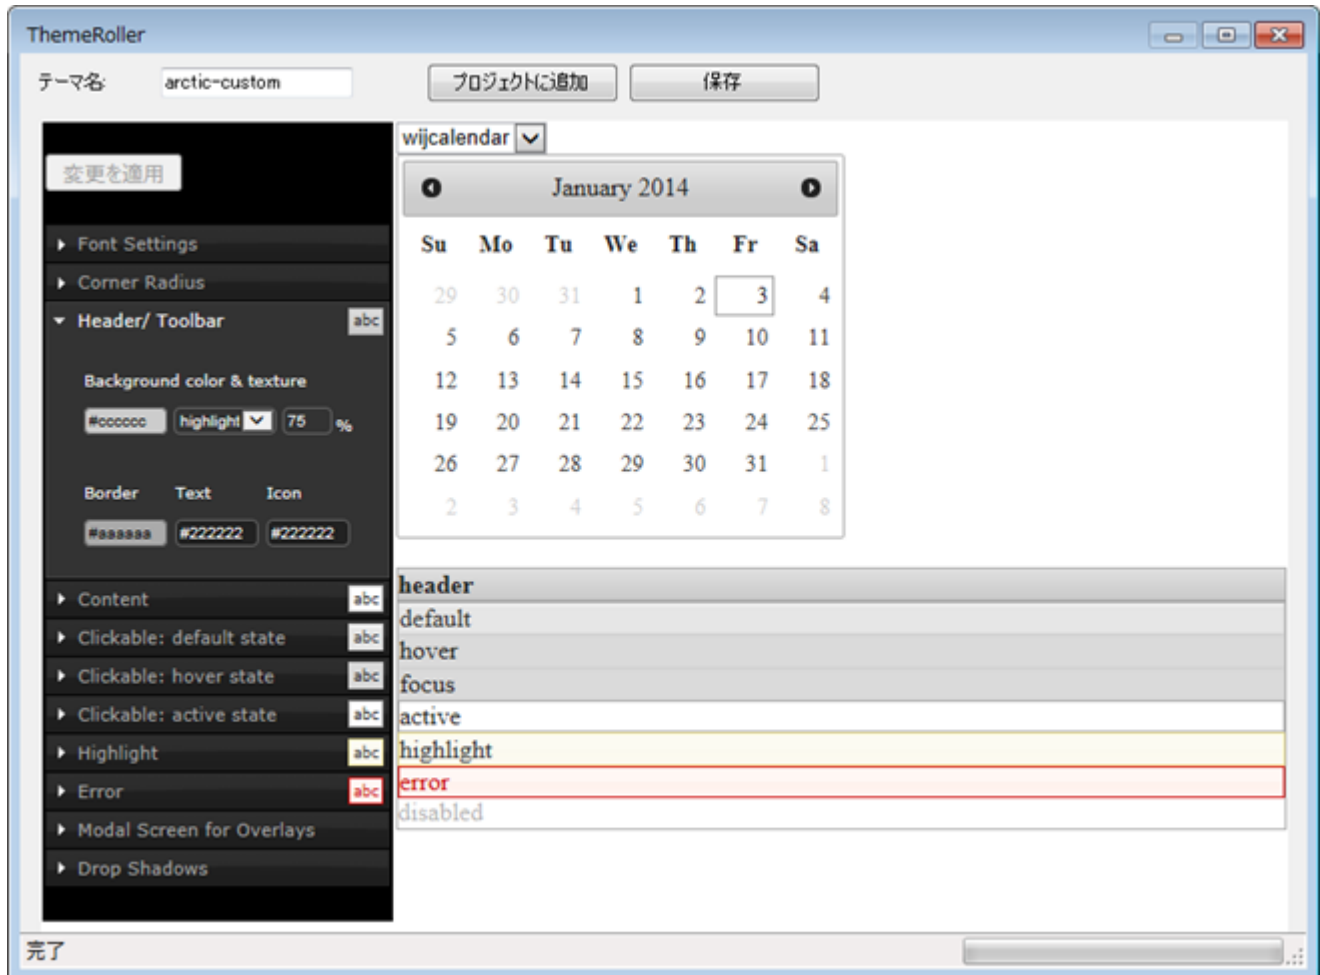 ThemeRoller
テーマ名: arctic-custom プロジェクトに追加 保存
変更を適用
Font Settings
Corner Radius
Header/ Toolbar abc
Background color & texture
#cccccc highlight 75 %
Border Text Icon
#aaaaaa #222222 #222222
Content abc
Clickable: default state abc
Clickable: hover state abc
Clickable: active state abc
Highlight abc
Error abc
Modal Screen for Overlays
Drop Shadows
wijcalendar
January 2014
Su Mo Tu We Th Fr Sa
29 30 31 1 2 3 4
5 6 7 8 9 10 11
12 13 14 15 16 17 18
19 20 21 22 23 24 25
26 27 28 29 30 31 1
2 3 4 5 6 7 8
header
default
hover
focus
active
highlight
error
disabled
完了